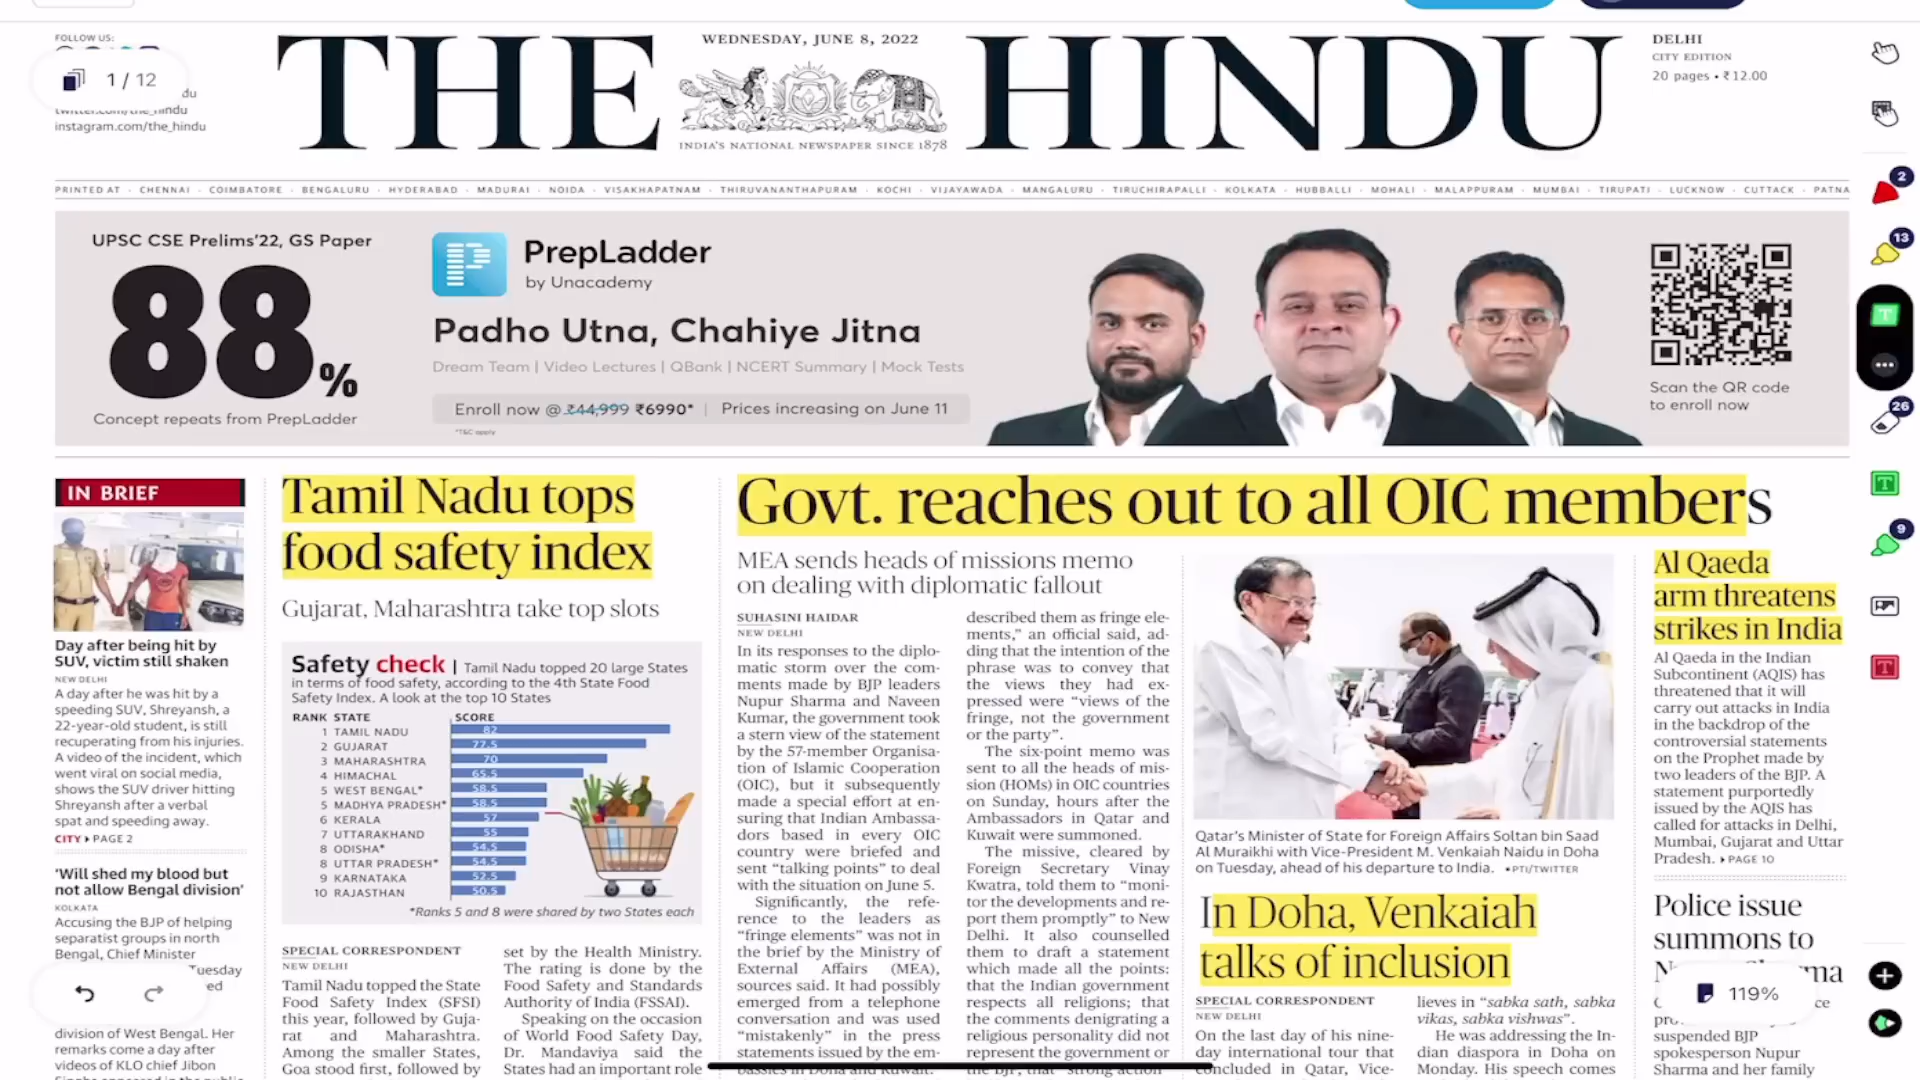 FOLLOW US:
1 / 12
du
twitter.com/the_hindu
instagram.com/the_hindu
WEDNESDAY, JUNE 8, 2022
THE HINDU
INDIA'S NATIONAL NEWSPAPER SINCE 1878
DELHI
CITY EDITION
20 pages • ₹12.00
PRINTED AT · CHENNAI · COIMBATORE · BENGALURU · HYDERABAD · MADURAI · NOIDA · VISAKHAPATNAM · THIRUVANANTHAPURAM · KOCHI · VIJAYAWADA · MANGALURU · TIRUCHIRAPALLI · KOLKATA · HUBBALLI · MOHALI · MALAPPURAM · MUMBAI · TIRUPATI · LUCKNOW · CUTTACK · PATNA
UPSC CSE Prelims'22, GS Paper
88%
Concept repeats from PrepLadder
PrepLadder
by Unacademy
Padho Utna, Chahiye Jitna
Dream Team | Video Lectures | QBank | NCERT Summary | Mock Tests
Enroll now @ ₹44,999 ₹6990* | Prices increasing on June 11
*T&C apply
Scan the QR code
to enroll now
IN BRIEF
Day after being hit by
SUV, victim still shaken
NEW DELHI
A day after he was hit by a
speeding SUV, Shreyansh, a
22-year-old student, is still
recuperating from his injuries.
A video of the incident, which
went viral on social media,
shows the SUV driver hitting
Shreyansh after a verbal
spat and speeding away.
CITY PAGE 2
'Will shed my blood but
not allow Bengal division'
KOLKATA
Accusing the BJP of helping
separatist groups in north
Bengal, Chief Minister
Tuesday
ed
division of West Bengal. Her
remarks come a day after
videos of KLO chief Jibon
Tamil Nadu tops
food safety index
Gujarat, Maharashtra take top slots
Safety check | Tamil Nadu topped 20 large States
in terms of food safety, according to the 4th State Food
Safety Index. A look at the top 10 States
RANK STATE SCORE
1 TAMIL NADU 82
2 GUJARAT 77.5
3 MAHARASHTRA 70
4 HIMACHAL 65.5
5 WEST BENGAL* 58.5
5 MADHYA PRADESH* 58.5
6 KERALA 57
7 UTTARAKHAND 55
8 ODISHA* 54.5
8 UTTAR PRADESH* 54.5
9 KARNATAKA 52.5
10 RAJASTHAN 50.5
*Ranks 5 and 8 were shared by two States each
SPECIAL CORRESPONDENT
NEW DELHI
Tamil Nadu topped the State
Food Safety Index (SFSI)
this year, followed by Guja-
rat and Maharashtra.
Among the smaller States,
Goa stood first, followed by
set by the Health Ministry.
The rating is done by the
Food Safety and Standards
Authority of India (FSSAI).
Speaking on the occasion
of World Food Safety Day,
Dr. Mandaviya said the
States had an important role
Govt. reaches out to all OIC members
MEA sends heads of missions memo
on dealing with diplomatic fallout
SUHASINI HAIDAR
NEW DELHI
In its responses to the diplo-
matic storm over the com-
ments made by BJP leaders
Nupur Sharma and Naveen
Kumar, the government took
a stern view of the statement
by the 57-member Organisa-
tion of Islamic Cooperation
(OIC), but it subsequently
made a special effort at en-
suring that Indian Ambassa-
dors based in every OIC
country were briefed and
sent “talking points” to deal
with the situation on June 5.
Significantly, the refe-
rence to the leaders as
“fringe elements” was not in
the brief by the Ministry of
External Affairs (MEA),
sources said. It had possibly
emerged from a telephone
conversation and was used
“mistakenly” in the press
statements issued by the em-
bassies in Doha and Kuwait.
described them as fringe ele-
ments,” an official said, ad-
ding that the intention of the
phrase was to convey that
the views they had ex-
pressed were “views of the
fringe, not the government
or the party”.
The six-point memo was
sent to all the heads of mis-
sion (HOMs) in OIC countries
on Sunday, hours after the
Ambassadors in Qatar and
Kuwait were summoned.
The missive, cleared by
Foreign Secretary Vinay
Kwatra, told them to “moni-
tor the developments and re-
port them promptly” to New
Delhi. It also counselled
them to draft a statement
which made all the points:
that the Indian government
respects all religions; that
the comments denigrating a
religious personality did not
represent the government or
the BJP; that “strong action
Qatar's Minister of State for Foreign Affairs Soltan bin Saad
Al Muraikhi with Vice-President M. Venkaiah Naidu in Doha
on Tuesday, ahead of his departure to India. •PTI/TWITTER
In Doha, Venkaiah
talks of inclusion
SPECIAL CORRESPONDENT
NEW DELHI
On the last day of his nine-
day international tour that
concluded in Qatar, Vice-
lieves in “sabka sath, sabka
vikas, sabka vishwas”.
He was addressing the In-
dian diaspora in Doha on
Monday. His speech comes
Al Qaeda
arm threatens
strikes in India
Al Qaeda in the Indian
Subcontinent (AQIS) has
threatened that it will
carry out attacks in India
in the backdrop of the
controversial statements
on the Prophet made by
two leaders of the BJP. A
statement purportedly
issued by the AQIS has
called for attacks in Delhi,
Mumbai, Gujarat and Uttar
Pradesh. PAGE 10
Police issue
summons to
ma
ce
suspended BJP
spokesperson Nupur
Sharma and her family
119%
2
13
T
26
T
9
T